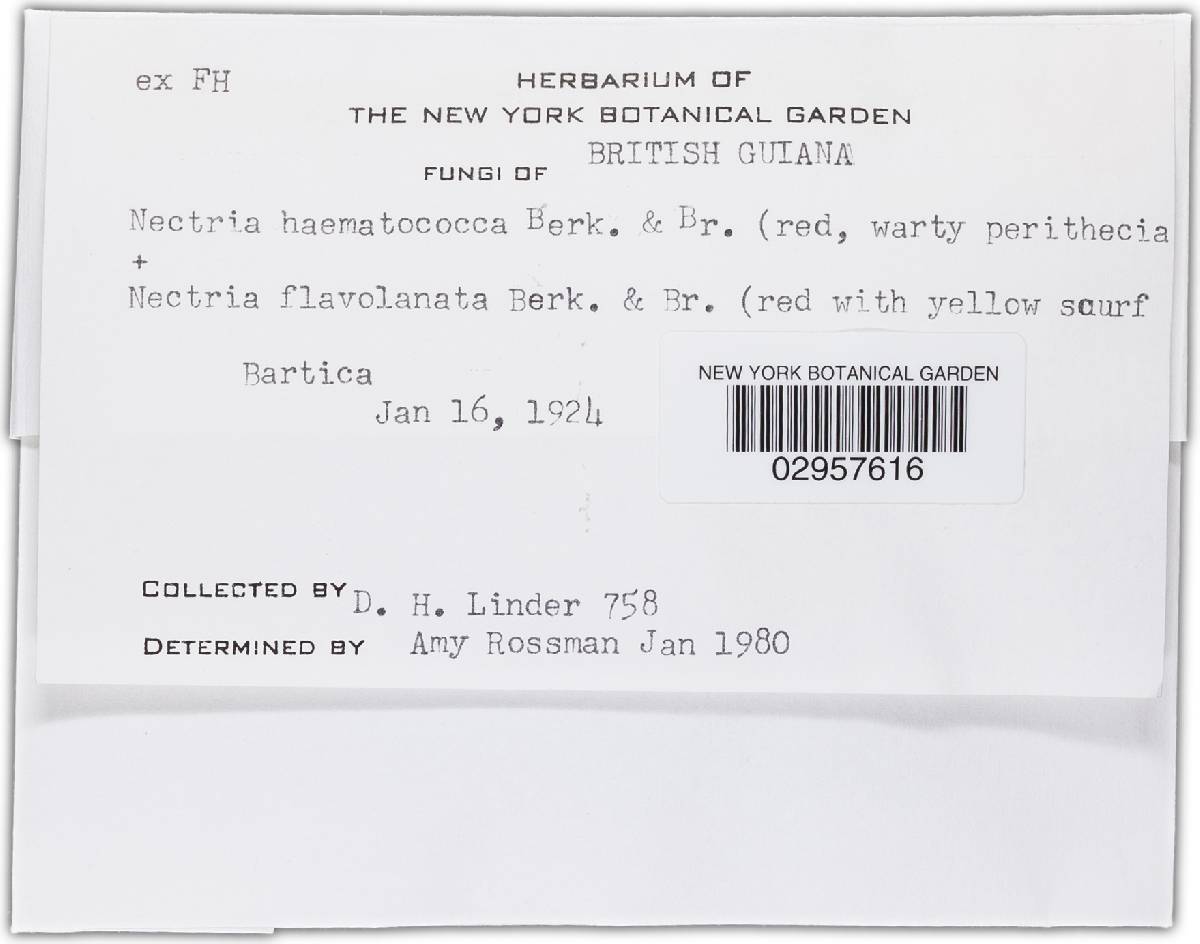 ex FH
HERBARIUM OF
THE NEW YORK BOTANICAL GARDEN
BRITISH GUIANA
FUNGI OF
Nectria haematococca Berk. & Br. (red, warty perithecia
+
Nectria flavolanata Berk. & Br. (red with yellow scurf
Bartica
Jan 16, 1924
NEW YORK BOTANICAL GARDEN
02957616
COLLECTED BY D. H. Linder 758
DETERMINED BY Amy Rossman Jan 1980